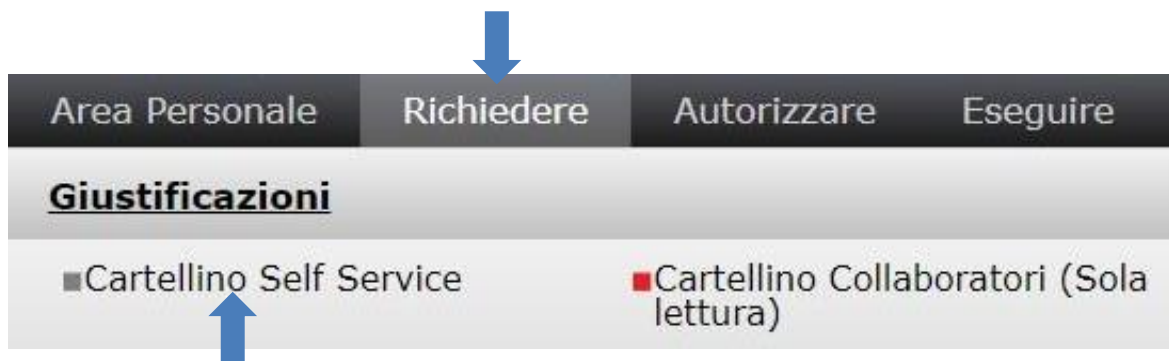 Area Personale Richiedere Autorizzare Eseguire
Giustificazioni
Cartellino Self Service
Cartellino Collaboratori (Sola
lettura)